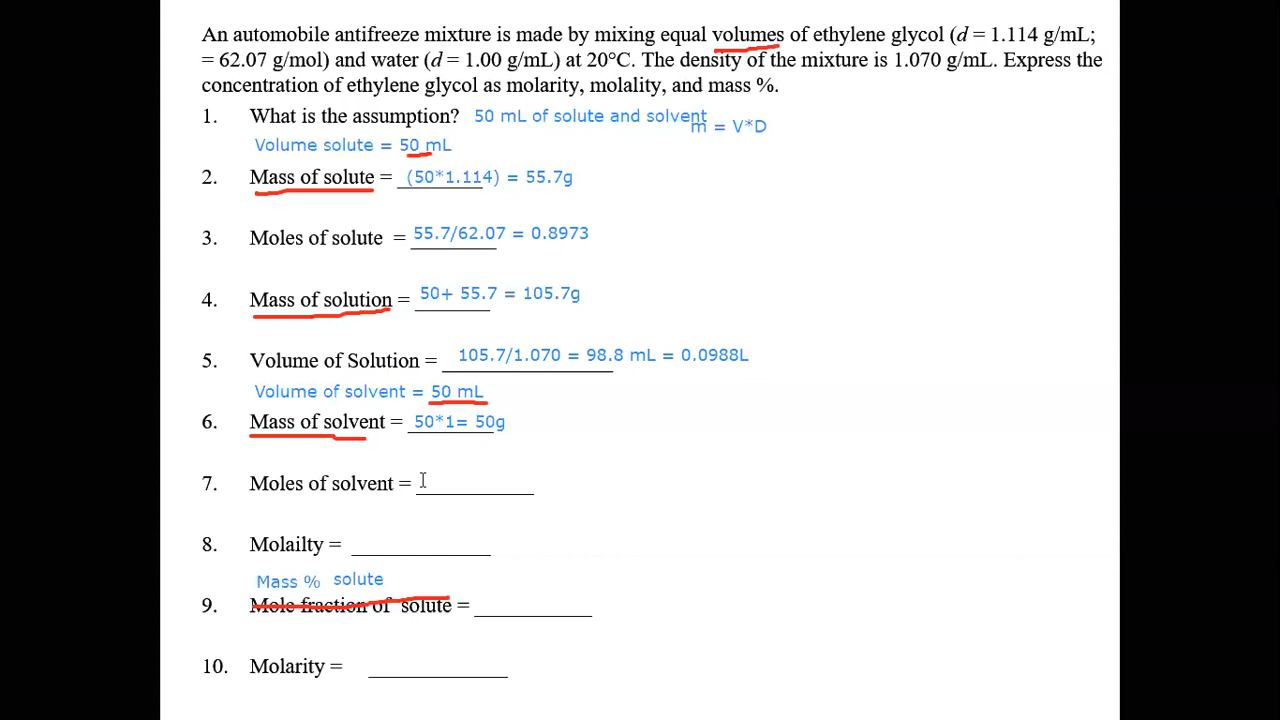 An automobile antifreeze mixture is made by mixing equal volumes of ethylene glycol (d = 1.114 g/mL;
= 62.07 g/mol) and water (d = 1.00 g/mL) at 20°C. The density of the mixture is 1.070 g/mL. Express the
concentration of ethylene glycol as molarity, molality, and mass %.
1. What is the assumption? 50 mL of solute and solvent
m = V*D
Volume solute = 50 mL
2. Mass of solute = (50*1.114) = 55.7g
3. Moles of solute = 55.7/62.07 = 0.8973
4. Mass of solution = 50+ 55.7 = 105.7g
5. Volume of Solution = 105.7/1.070 = 98.8 mL = 0.0988L
Volume of solvent = 50 mL
6. Mass of solvent = 50*1= 50g
7. Moles of solvent =
8. Molailty =
Mass % solute
9. Mole fraction of solute =
10. Molarity =